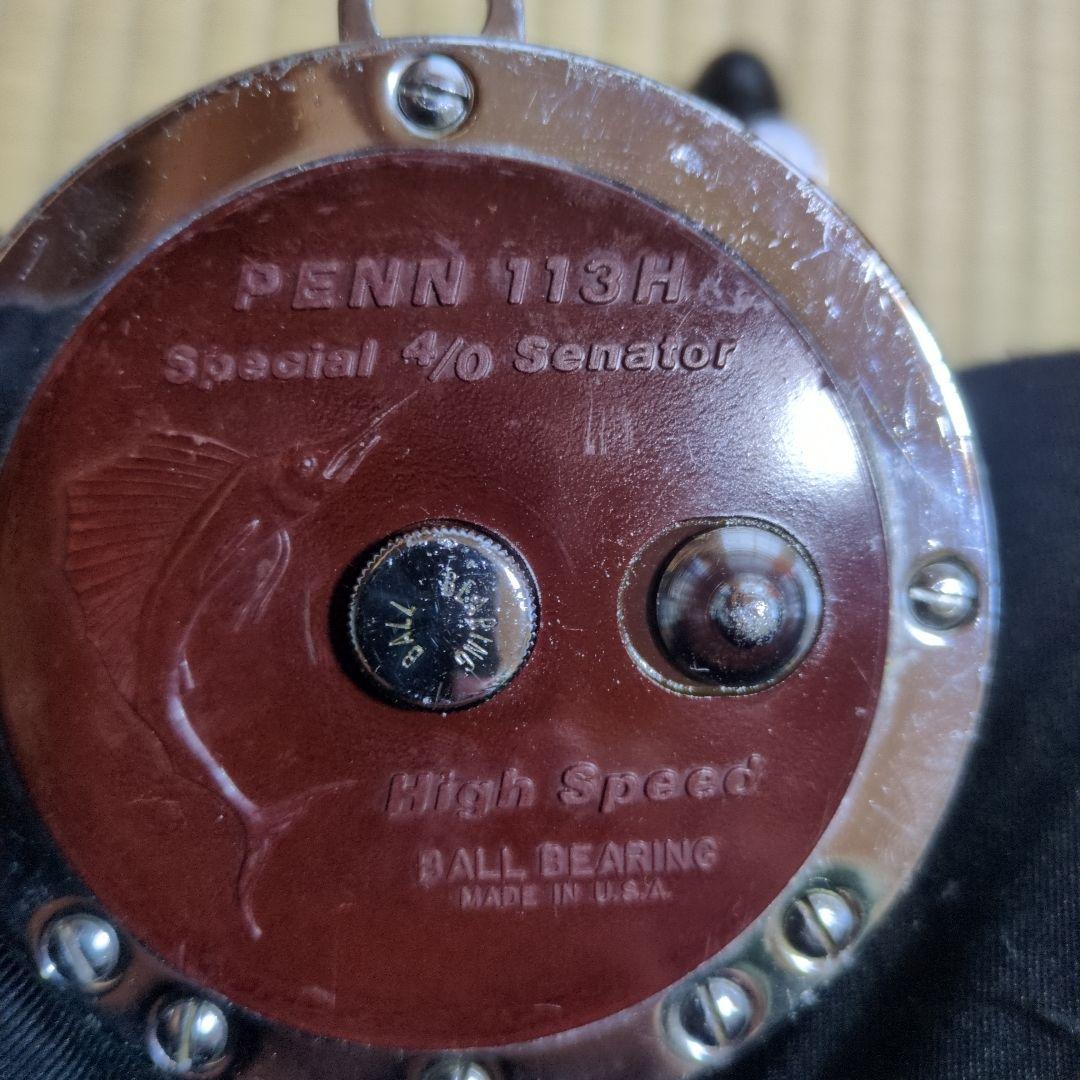 PENN 113H
Special 4/0 Senator
BALL BEARING
High Speed
BALL BEARING
MADE IN U.S.A.